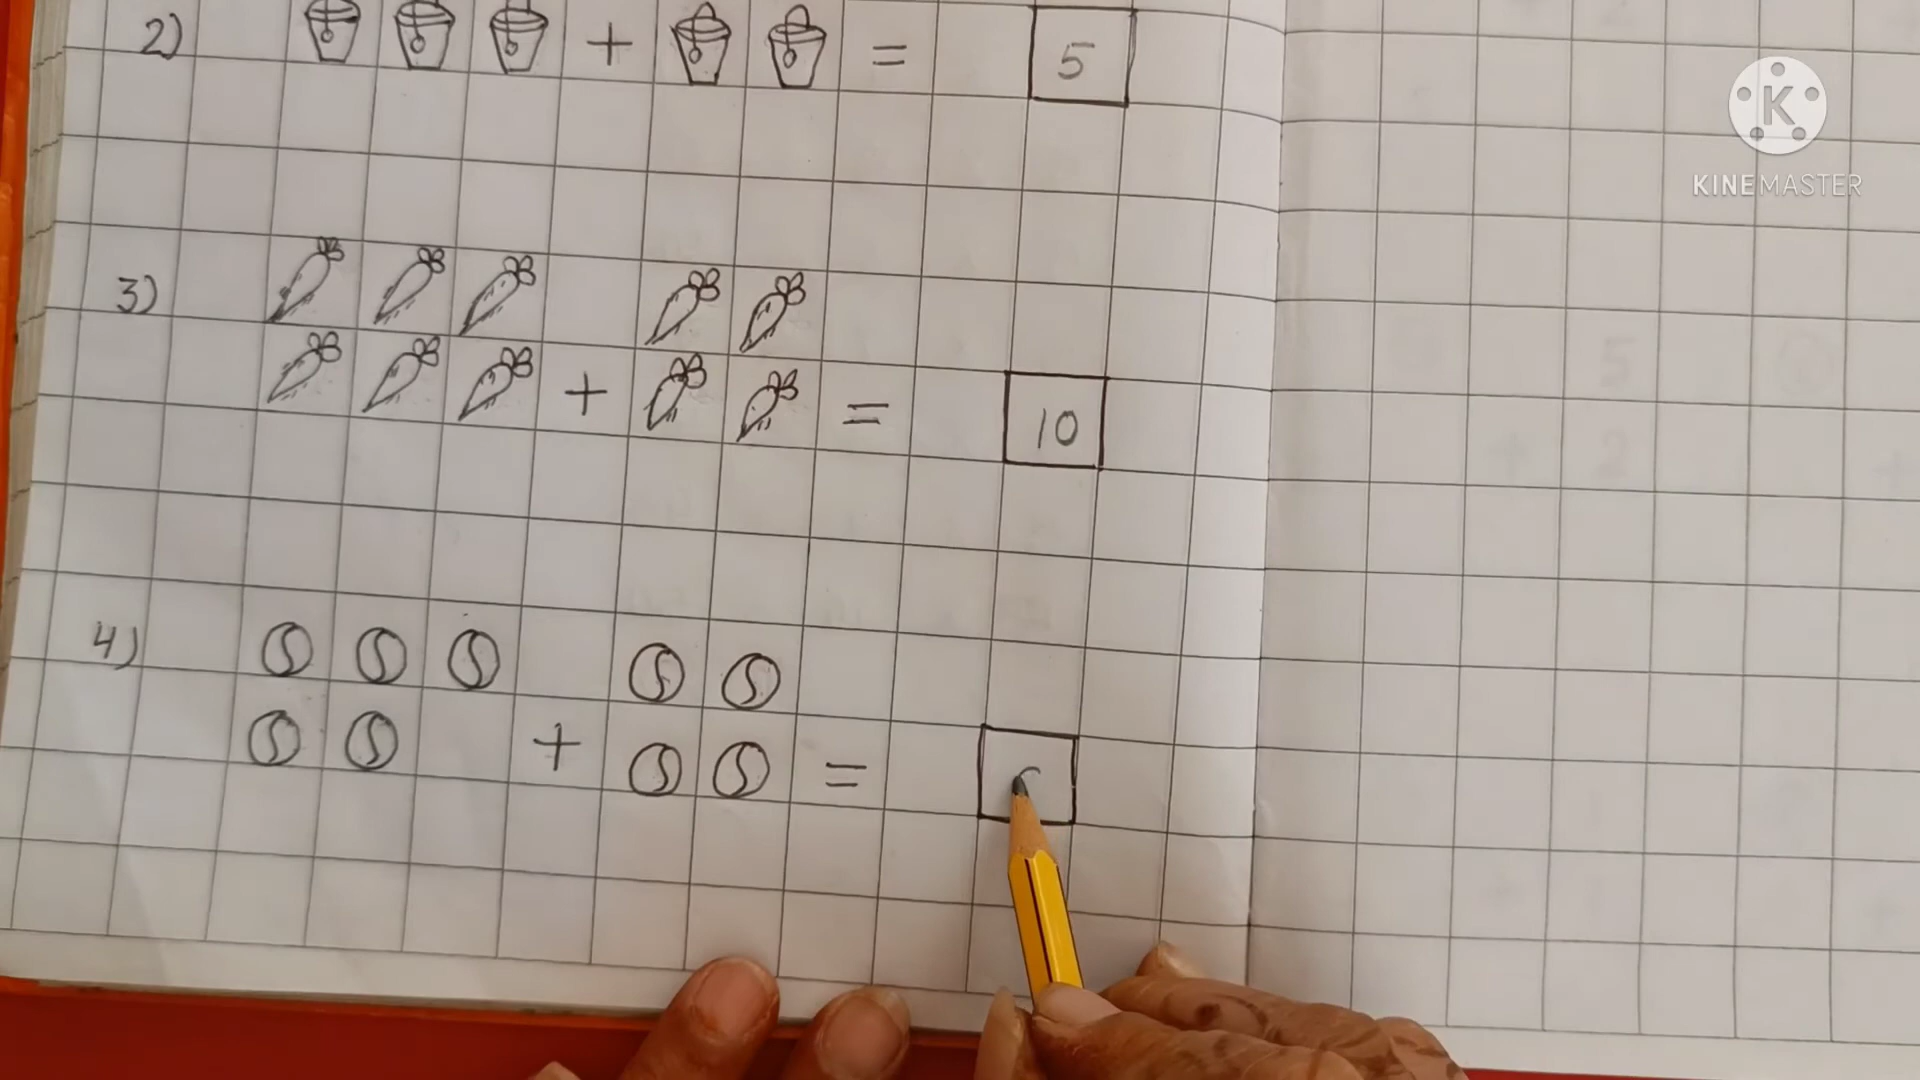 2) + = 5
KINEMASTER
3) + = 10
4) + =